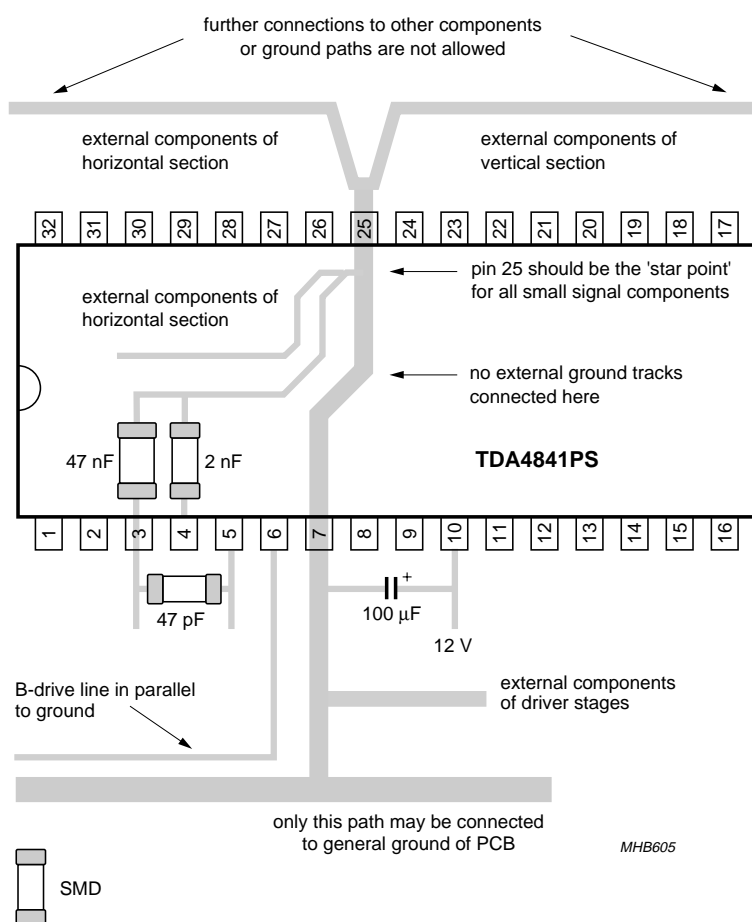 further connections to other components
or ground paths are not allowed
external components of
horizontal section
external components of
vertical section
32 31 30 29 28 27 26 25 24 23 22 21 20 19 18 17
external components of
horizontal section
pin 25 should be the 'star point'
for all small signal components
no external ground tracks
connected here
47 nF 2 nF
TDA4841PS
1 2 3 4 5 6 7 8 9 10 11 12 13 14 15 16
47 pF
+
100 μF
12 V
B-drive line in parallel
to ground
external components
of driver stages
only this path may be connected
to general ground of PCB
MHB605
SMD